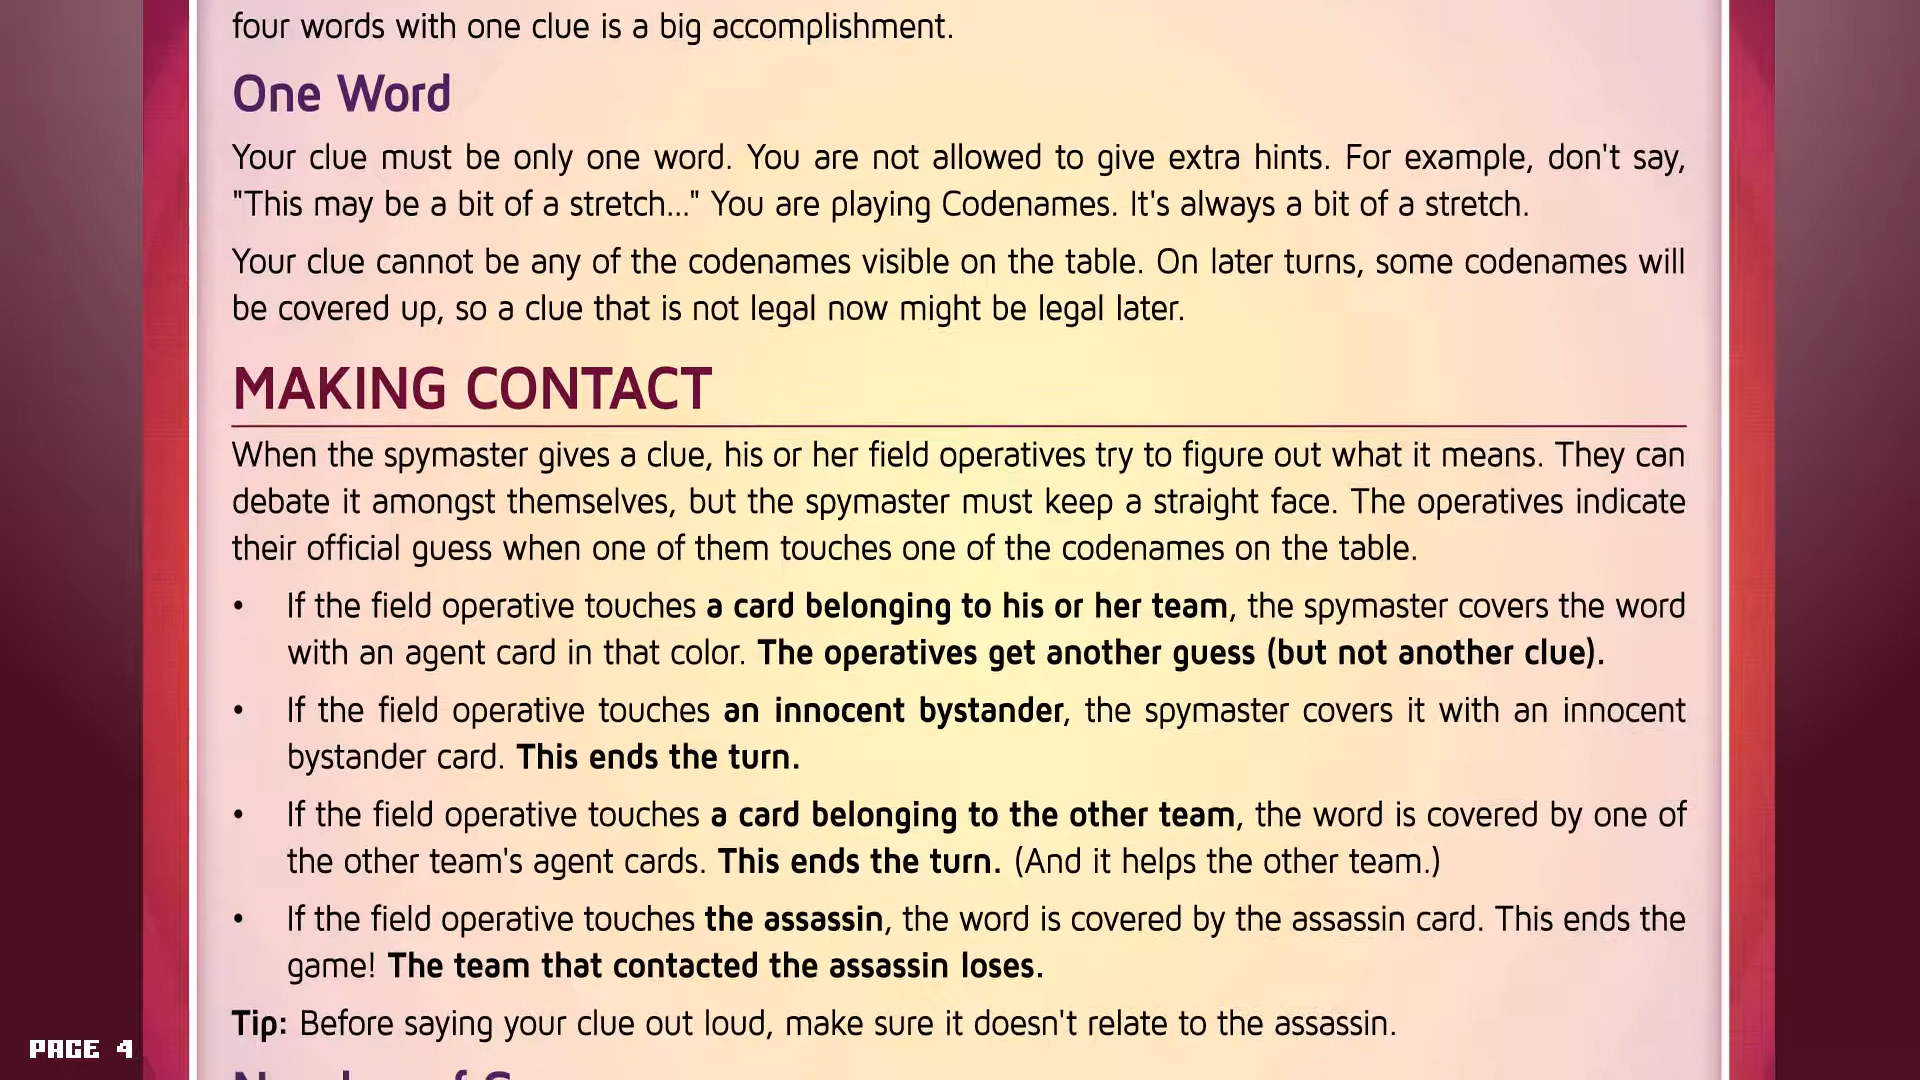 four words with one clue is a big accomplishment.
One Word
Your clue must be only one word. You are not allowed to give extra hints. For example, don't say,
"This may be a bit of a stretch..." You are playing Codenames. It's always a bit of a stretch.
Your clue cannot be any of the codenames visible on the table. On later turns, some codenames will
be covered up, so a clue that is not legal now might be legal later.
MAKING CONTACT
When the spymaster gives a clue, his or her field operatives try to figure out what it means. They can
debate it amongst themselves, but the spymaster must keep a straight face. The operatives indicate
their official guess when one of them touches one of the codenames on the table.
• If the field operative touches a card belonging to his or her team, the spymaster covers the word
with an agent card in that color. The operatives get another guess (but not another clue).
• If the field operative touches an innocent bystander, the spymaster covers it with an innocent
bystander card. This ends the turn.
• If the field operative touches a card belonging to the other team, the word is covered by one of
the other team's agent cards. This ends the turn. (And it helps the other team.)
• If the field operative touches the assassin, the word is covered by the assassin card. This ends the
game! The team that contacted the assassin loses.
Tip: Before saying your clue out loud, make sure it doesn't relate to the assassin.
PAGE 4